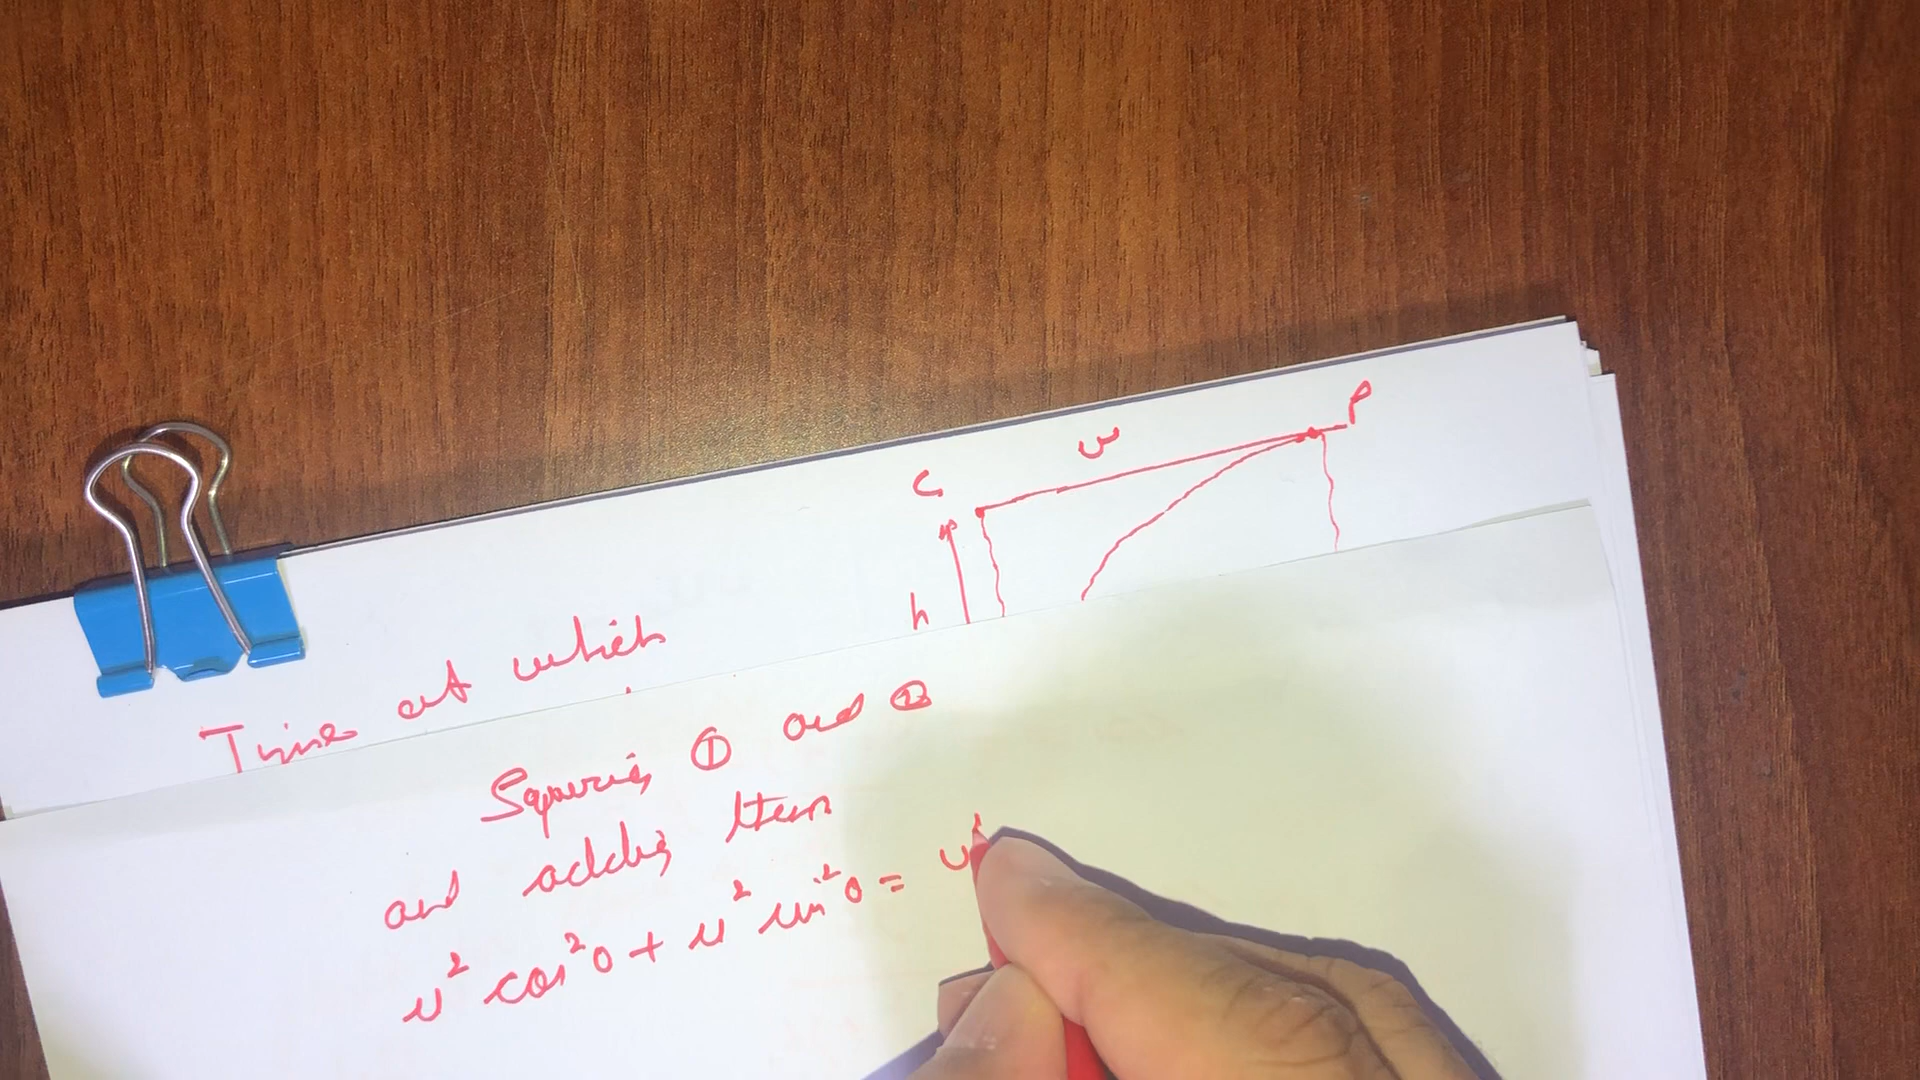 P
v
C
h
Time at which
Squaring ① and ②
and adding them
u² cos²θ + u² sin²θ = v